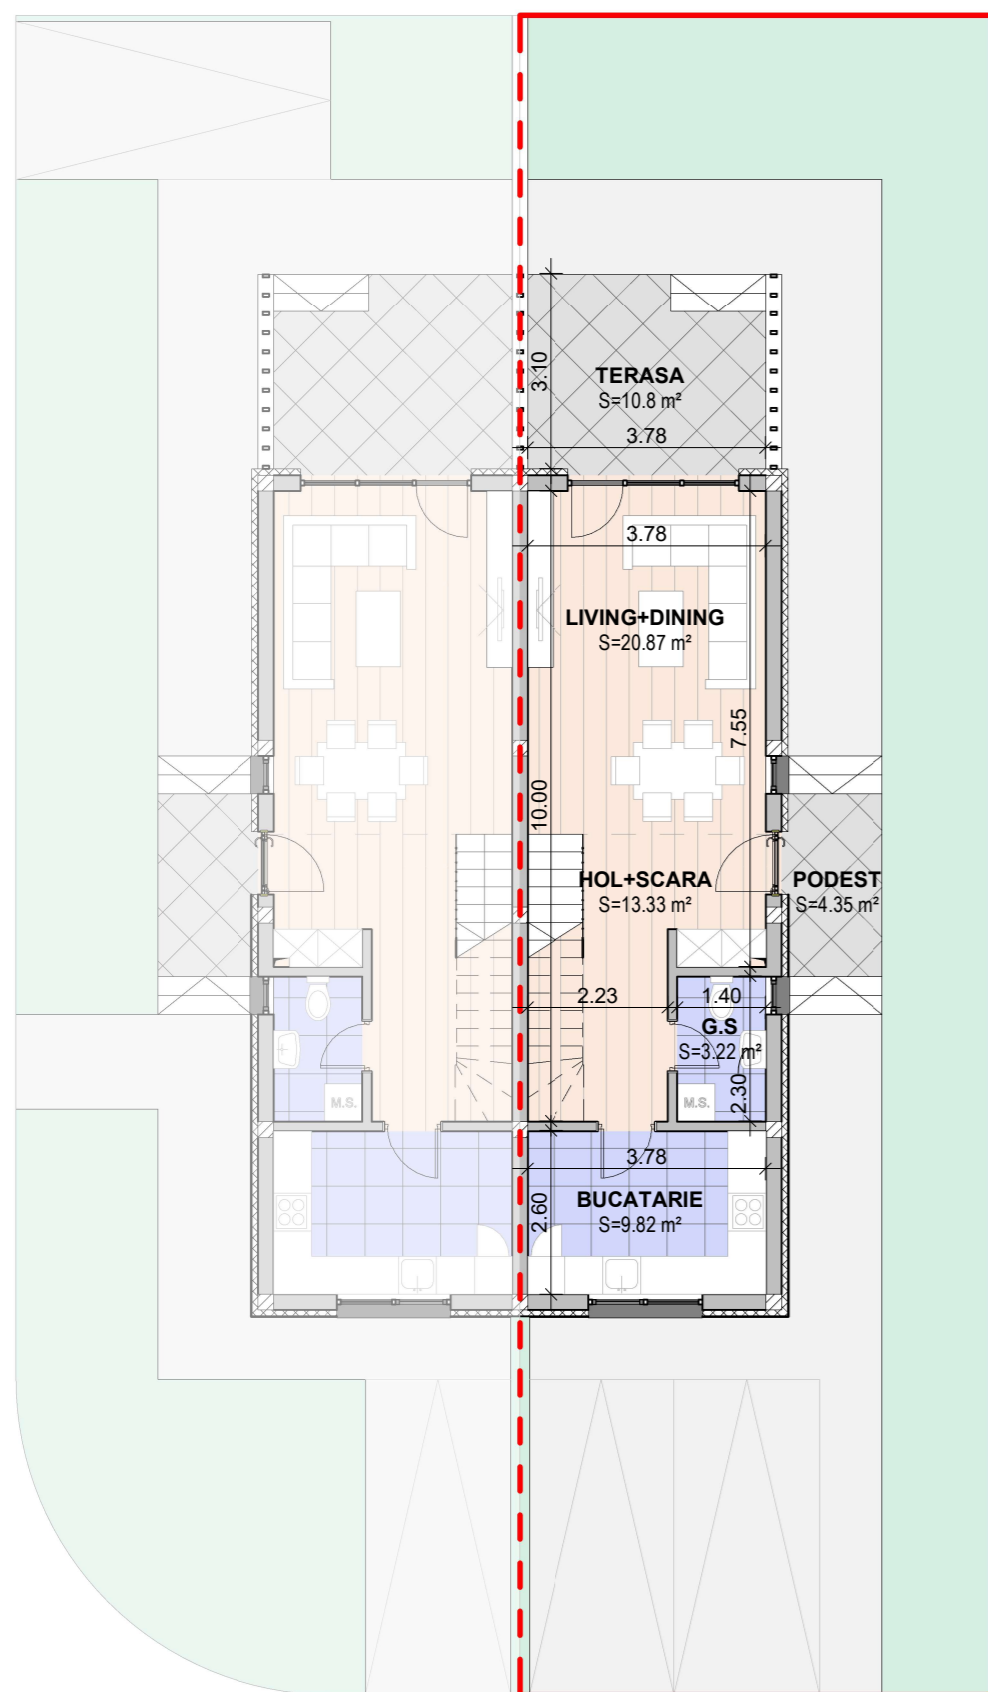 3.10
TERASA
S=10.8 m²
3.78
3.78
LIVING+DINING
S=20.87 m²
7.55
10.00
HOL+SCARA
S=13.33 m²
PODEST
S=4.35 m²
2.23
1.40
G.S
S=3.22 m²
2.30
M.S.
M.S.
3.78
BUCATARIE
S=9.82 m²
2.60